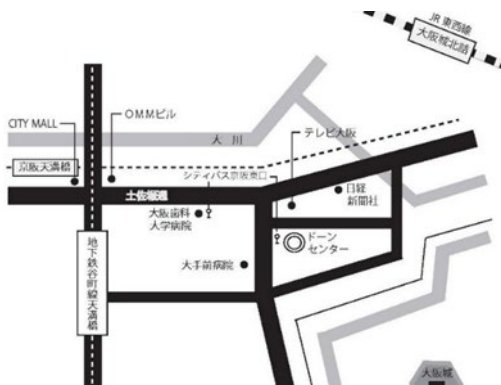 JR 東西線
大阪城北詰
OMMビル
CITY MALL
大川
テレビ大阪
京阪天満橋
シティバス京阪東口
土佐堀通
日経
新聞社
大阪歯科
大学病院
ドーン
センター
地下鉄谷町線天満橋
大手前病院
大阪城